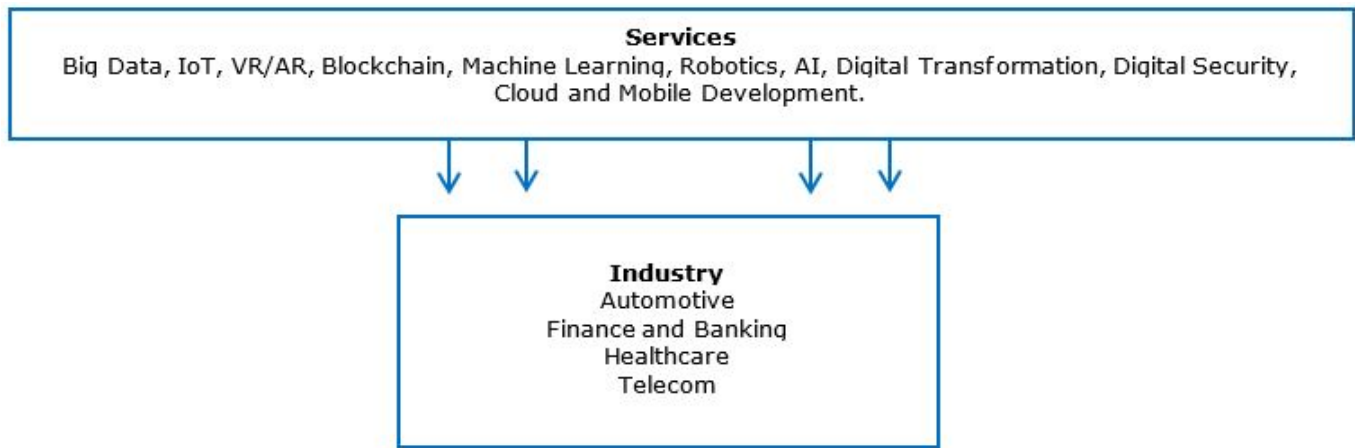 Services
Big Data, IoT, VR/AR, Blockchain, Machine Learning, Robotics, AI, Digital Transformation, Digital Security,
Cloud and Mobile Development.
Industry
Automotive
Finance and Banking
Healthcare
Telecom